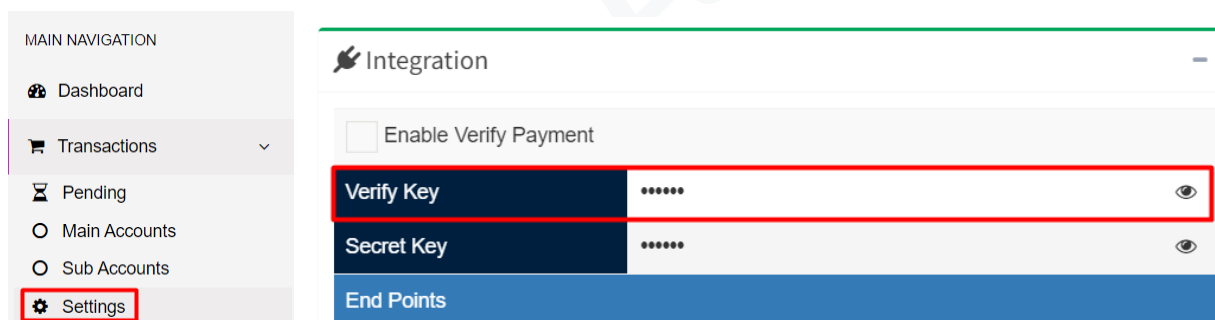 MAIN NAVIGATION
Dashboard
Transactions
Pending
Main Accounts
Sub Accounts
Settings
Integration
Enable Verify Payment
Verify Key ••••••
Secret Key ••••••
End Points